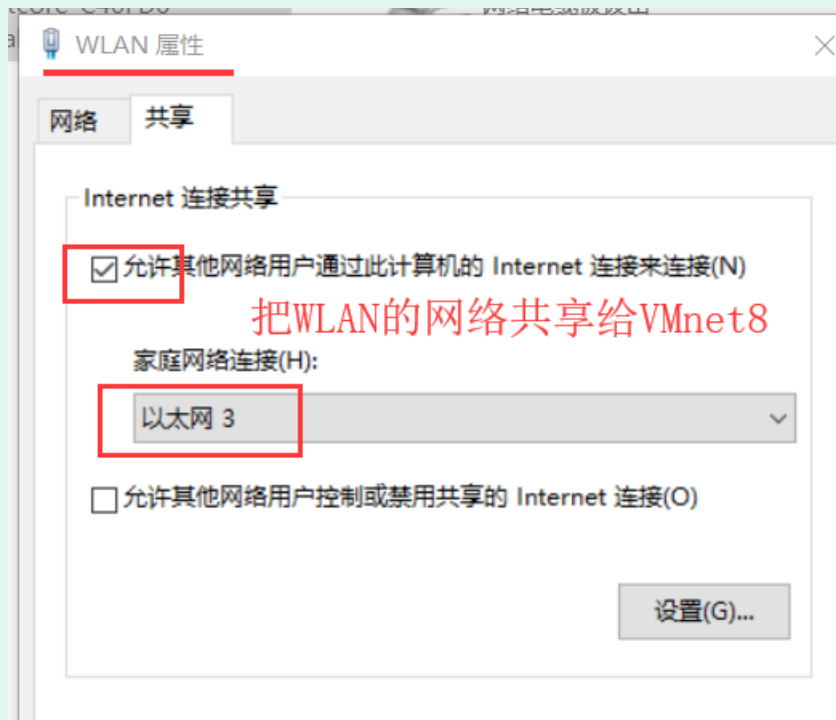 WLAN 属性
网络
共享
Internet 连接共享
允许其他网络用户通过此计算机的 Internet 连接来连接(N)
把WLAN的网络共享给VMnet8
家庭网络连接(H):
以太网 3
允许其他网络用户控制或禁用共享的 Internet 连接(O)
设置(G)...